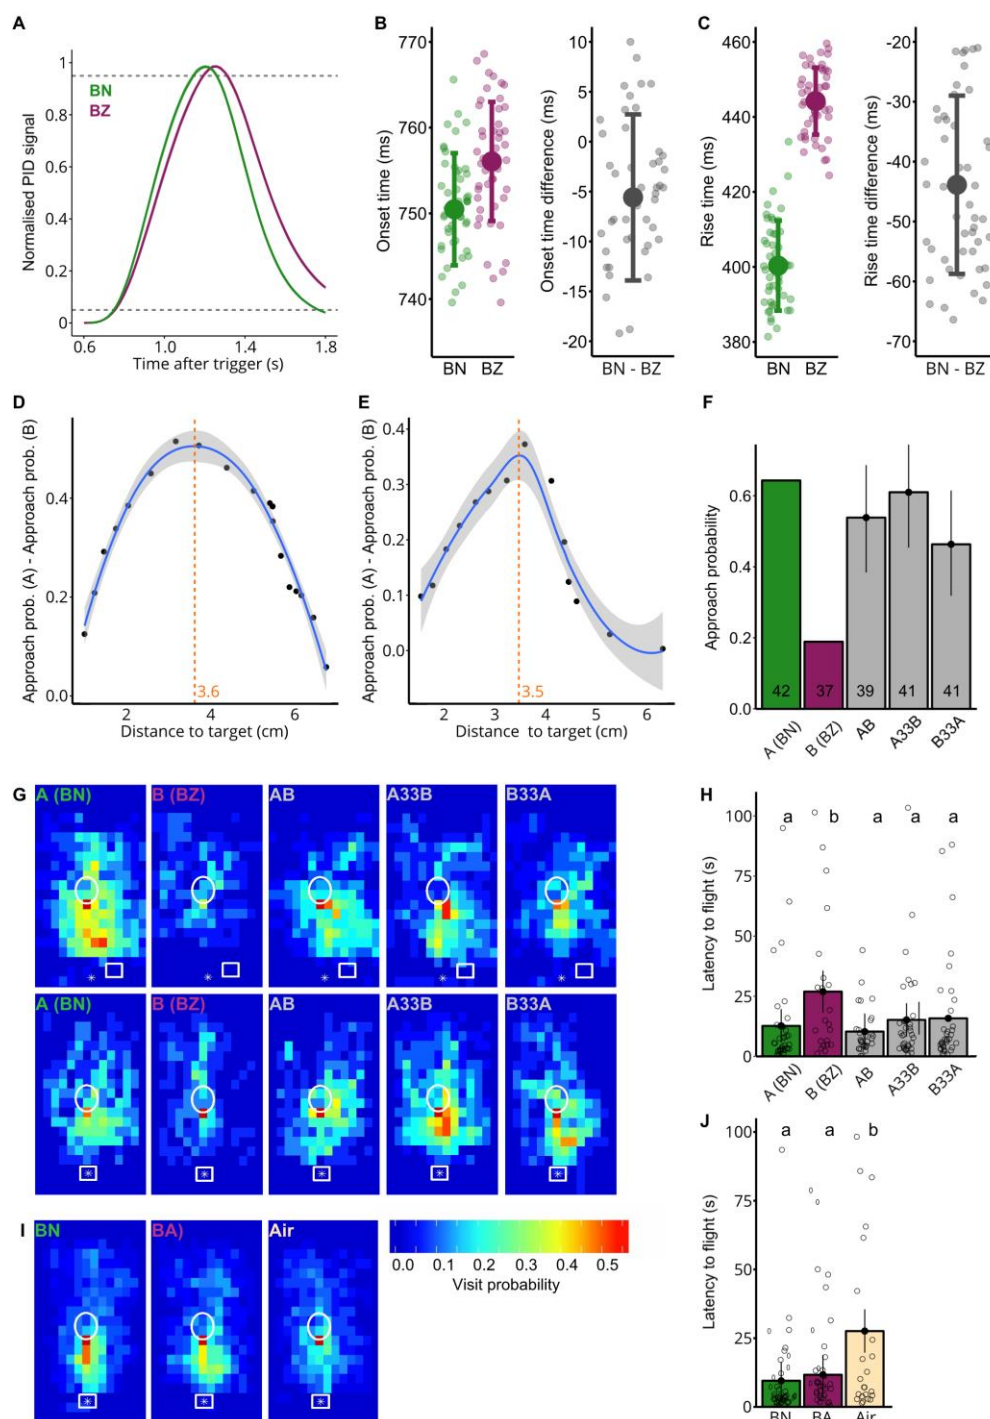 A
Normalised PID signal
1
0.8
0.6
0.4
0.2
0
BN
BZ
0.6 1.0 1.4 1.8
Time after trigger (s)
B
Onset time (ms)
770
760
750
740
BN BZ
Onset time difference (ms)
10
5
0
-5
-10
-15
-20
BN - BZ
C
Rise time (ms)
460
440
420
400
380
BN BZ
Rise time difference (ms)
-20
-30
-40
-50
-60
-70
BN - BZ
D
Approach prob. (A) - Approach prob. (B)
0.4
0.2
0.0
3.6
2 4 6
Distance to target (cm)
E
Approach prob. (A) - Approach prob. (B)
0.4
0.3
0.2
0.1
0.0
3.5
2 3 4 5 6
Distance to target (cm)
F
Approach probability
0.6
0.4
0.2
0.0
42 37 39 41 41
A (BN) B (BZ) AB A33B B33A
G
A (BN) B (BZ) AB A33B B33A
* * * * *
A (BN) B (BZ) AB A33B B33A
* * * * *
H
Latency to flight (s)
100
75
50
25
0
a b a a a
A (BN) B (BZ) AB A33B B33A
I
BN BA) Air
* * *
0.0 0.1 0.2 0.3 0.4 0.5
Visit probability
J
Latency to flight (s)
100
75
50
25
0
a a b
BN BA Air